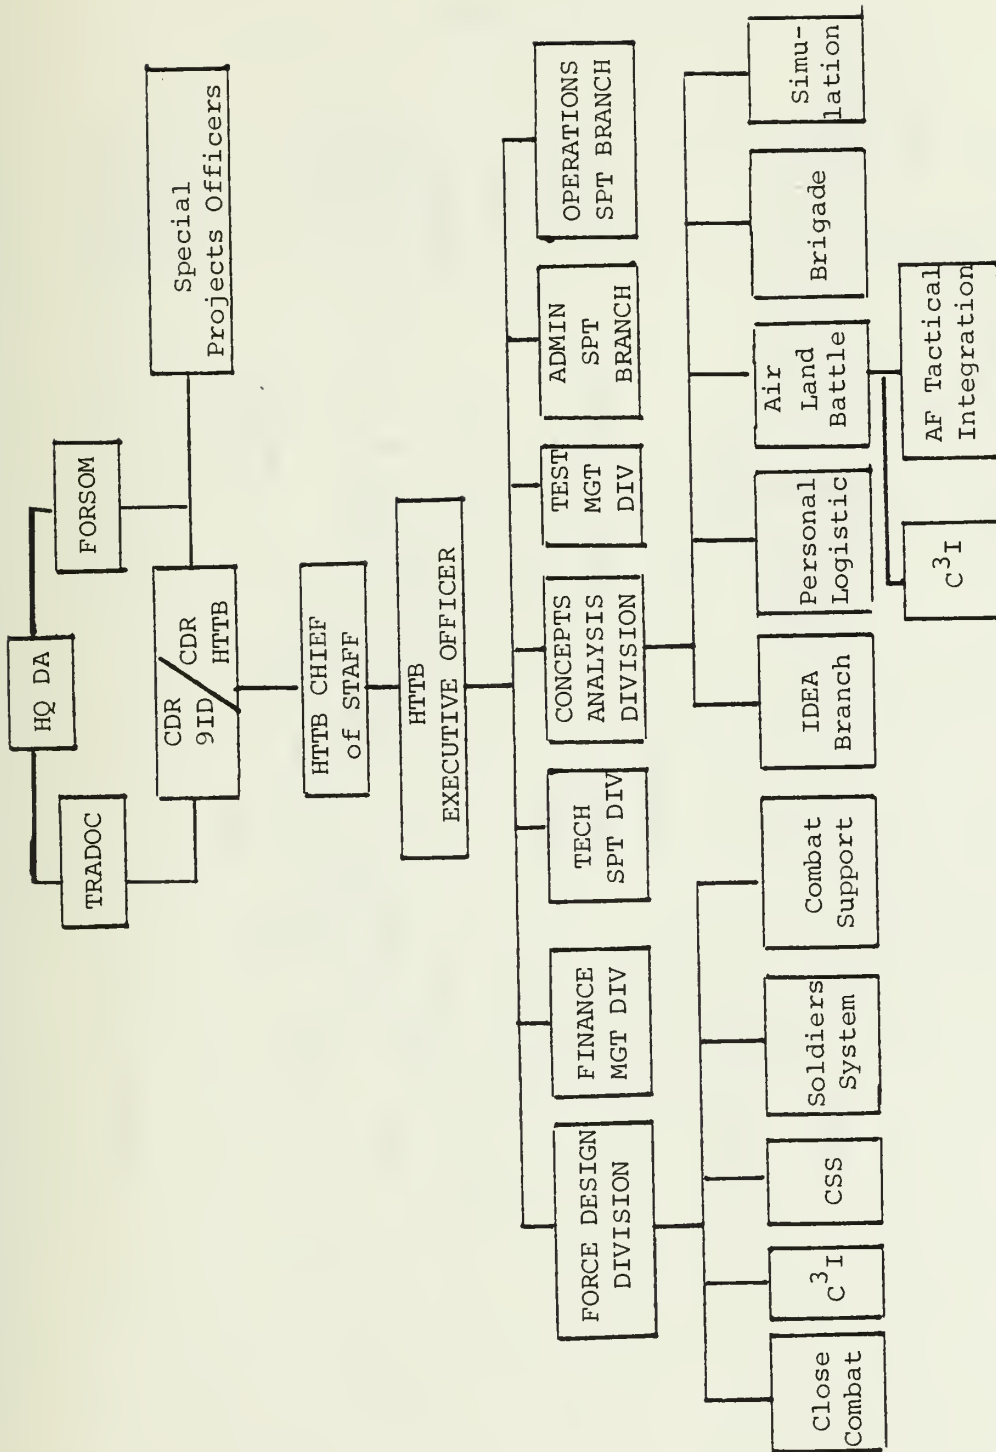 HQ DA
TRADOC
FORSOM
CDR
9ID
CDR
HTTB
Special
Projects Officers
HTTB CHIEF
of STAFF
HTTB
EXECUTIVE OFFICER
FORCE DESIGN
DIVISION
FINANCE
MGT DIV
TECH
SPT DIV
CONCEPTS
ANALYSIS
DIVISION
TEST
MGT
DIV
ADMIN
SPT
BRANCH
OPERATIONS
SPT BRANCH
Close
Combat
C³I
CSS
Soldiers
System
Combat
Support
IDEA
Branch
Personal
Logistic
Air
Land
Battle
Brigade
Simu-
lation
C³I
AF Tactical
Integration